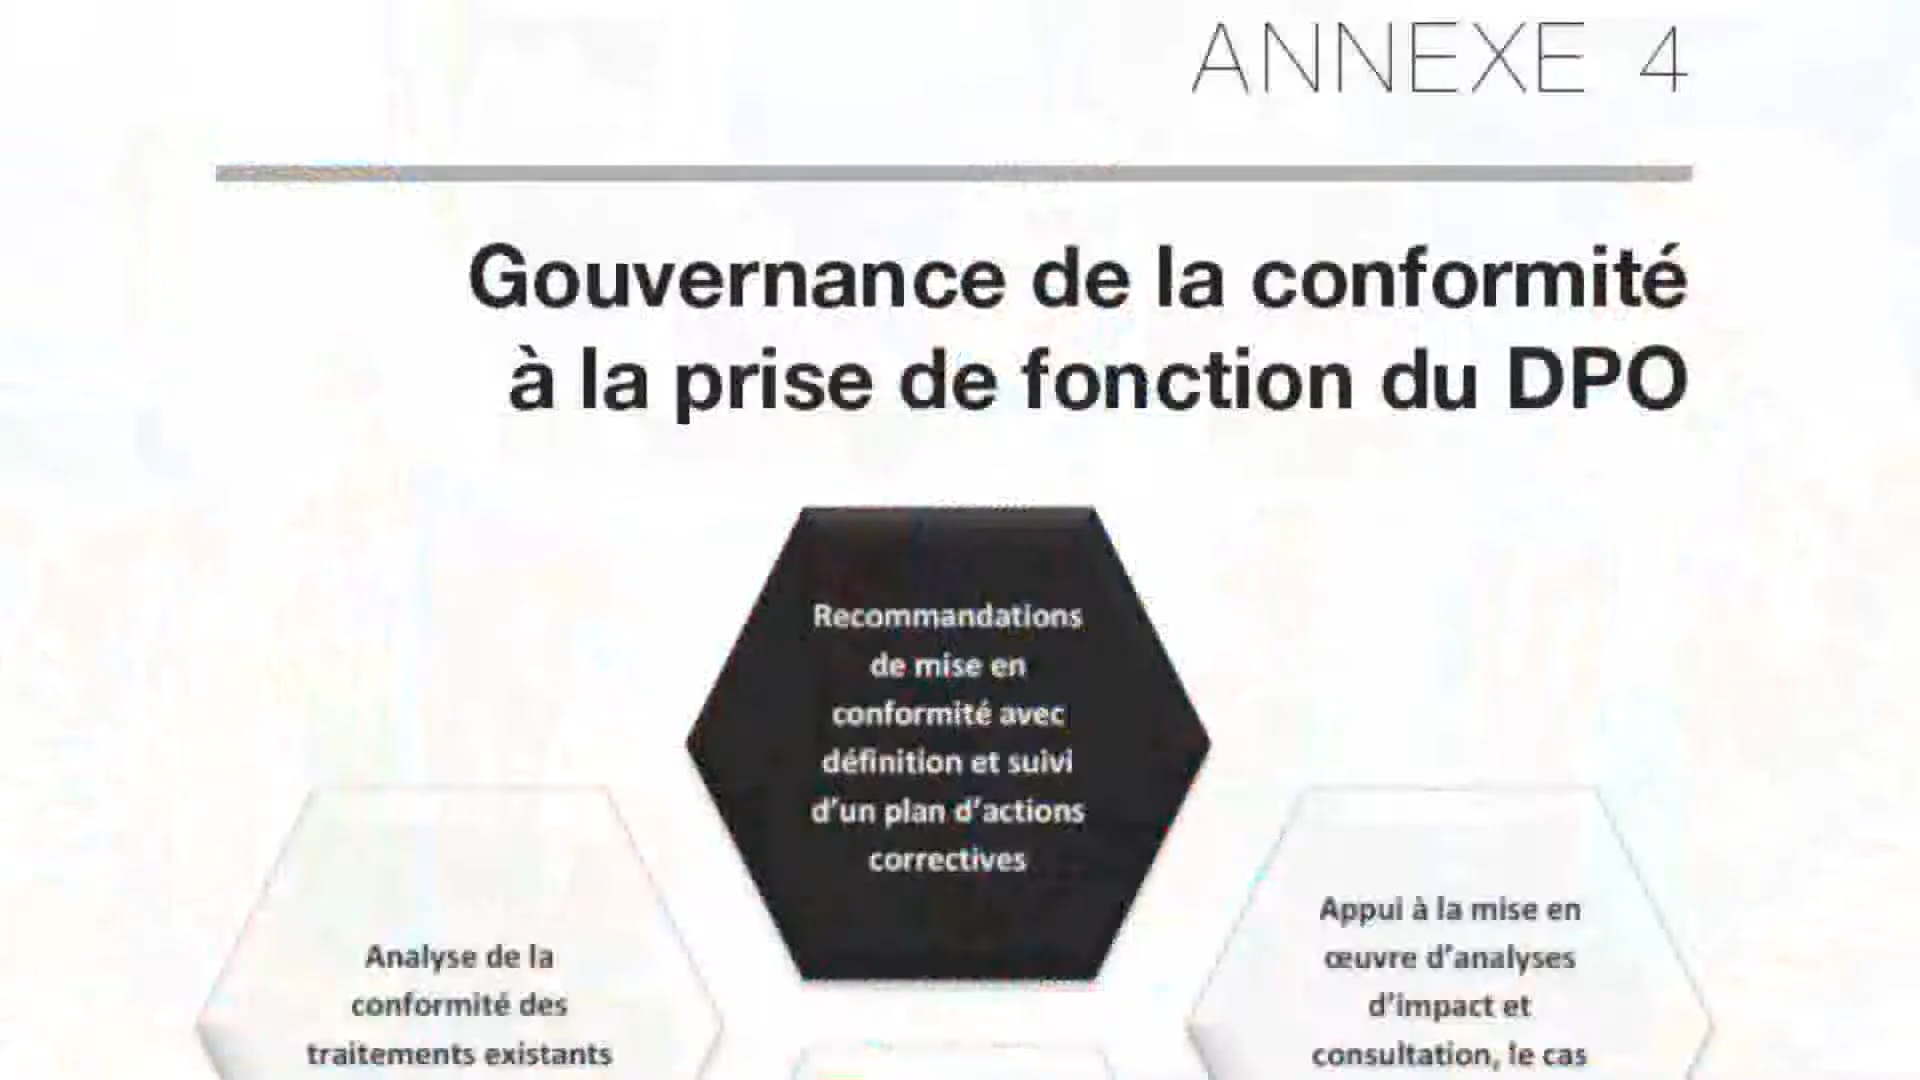 ANNEXE 4
Gouvernance de la conformité
à la prise de fonction du DPO
Recommandations
de mise en
conformité avec
définition et suivi
d’un plan d’actions
correctives
Analyse de la
conformité des
traitements existants
Appui à la mise en
œuvre d’analyses
d’impact et
consultation, le cas